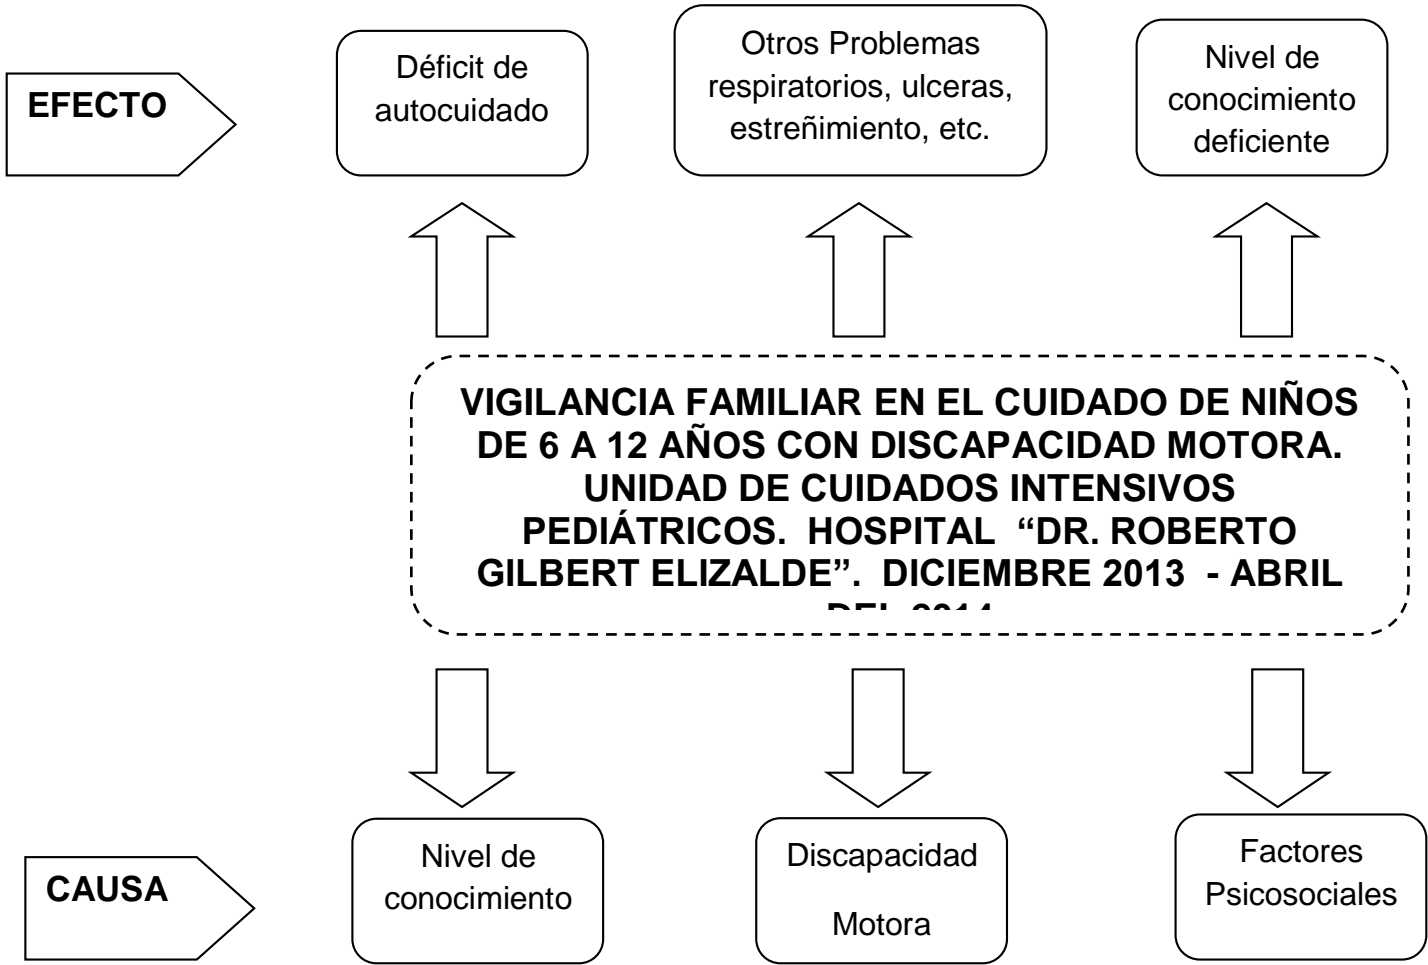 EFECTO
Déficit de
autocuidado
Otros Problemas
respiratorios, ulceras,
estreñimiento, etc.
Nivel de
conocimiento
deficiente
VIGILANCIA FAMILIAR EN EL CUIDADO DE NIÑOS
DE 6 A 12 AÑOS CON DISCAPACIDAD MOTORA.
UNIDAD DE CUIDADOS INTENSIVOS
PEDIÁTRICOS. HOSPITAL “DR. ROBERTO
GILBERT ELIZALDE”. DICIEMBRE 2013 - ABRIL
DEL 2014
CAUSA
Nivel de
conocimiento
Discapacidad
Motora
Factores
Psicosociales